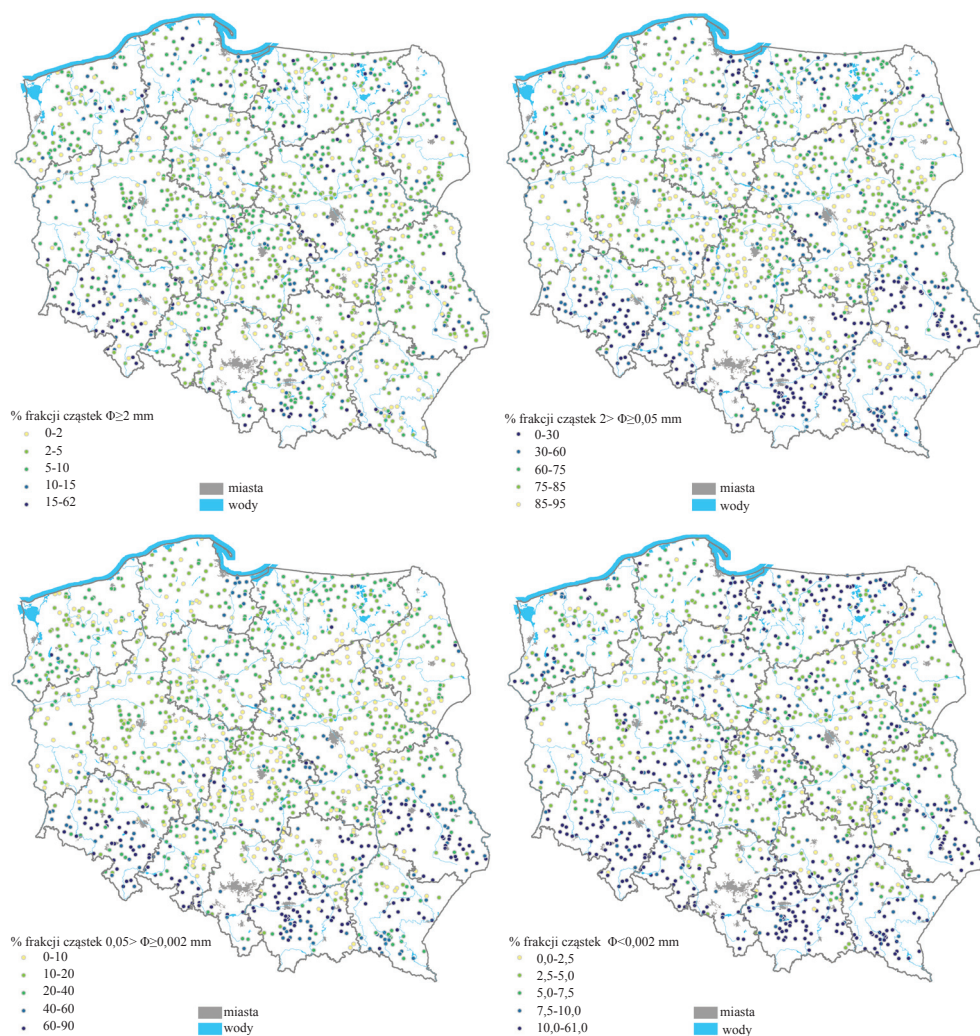 % frakcji cząstek Φ≥2 mm
0-2
2-5
5-10
10-15
15-62
miasta
wody
% frakcji cząstek 2> Φ≥0,05 mm
0-30
30-60
60-75
75-85
85-95
miasta
wody
% frakcji cząstek 0,05> Φ≥0,002 mm
0-10
10-20
20-40
40-60
60-90
miasta
wody
% frakcji cząstek Φ<0,002 mm
0,0-2,5
2,5-5,0
5,0-7,5
7,5-10,0
10,0-61,0
miasta
wody